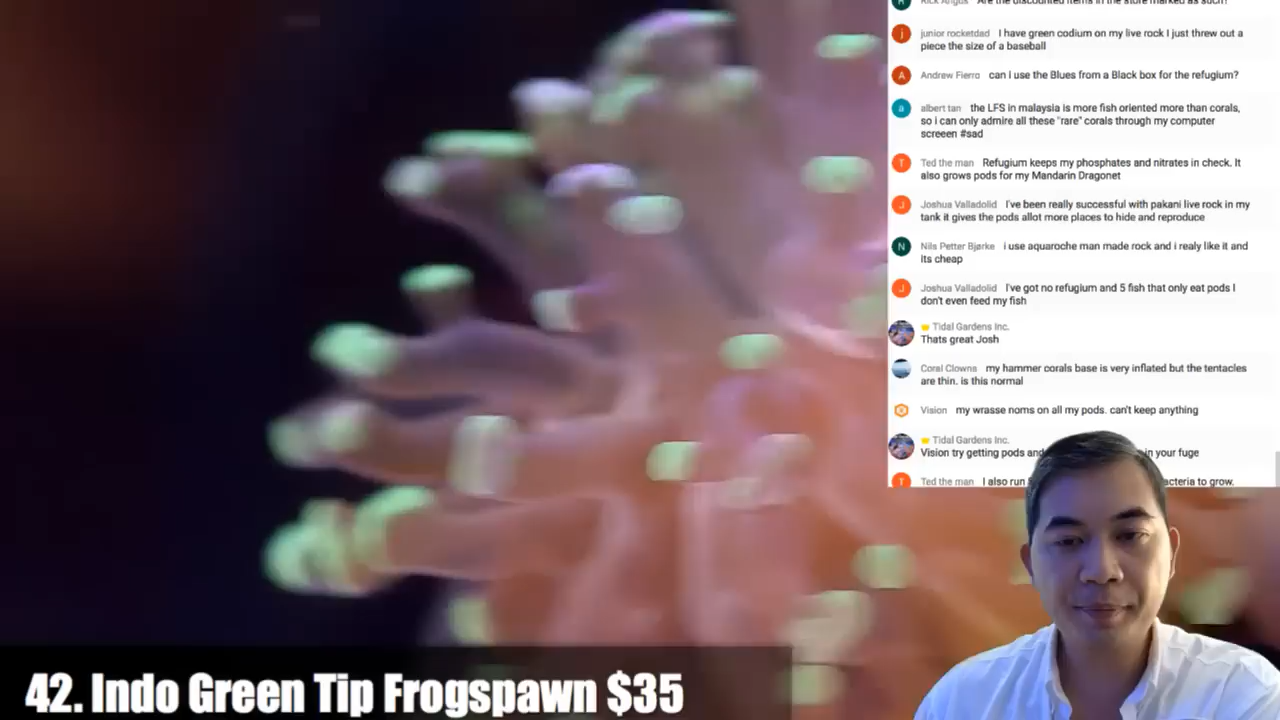 Rick Angus Are the discounted items in the store marked as such?
junior rocketdad I have green codium on my live rock I just threw out a
piece the size of a baseball
Andrew Fierro can I use the Blues from a Black box for the refugium?
albert tan the LFS in malaysia is more fish oriented more than corals,
so i can only admire all these "rare" corals through my computer
screeen #sad
Ted the man Refugium keeps my phosphates and nitrates in check. It
also grows pods for my Mandarin Dragonet
Joshua Valladolid I've been really successful with pakani live rock in my
tank it gives the pods allot more places to hide and reproduce
Nils Petter Bjørke i use aquaroche man made rock and i realy like it and
its cheap
Joshua Valladolid I've got no refugium and 5 fish that only eat pods I
don't even feed my fish
Tidal Gardens Inc.
Thats great Josh
Coral Clowns my hammer corals base is very inflated but the tentacles
are thin. is this normal
Vision my wrasse noms on all my pods. can't keep anything
Tidal Gardens Inc.
Vision try getting pods and in your fuge
Ted the man I also run acteria to grow.
42. Indo Green Tip Frogspawn $35